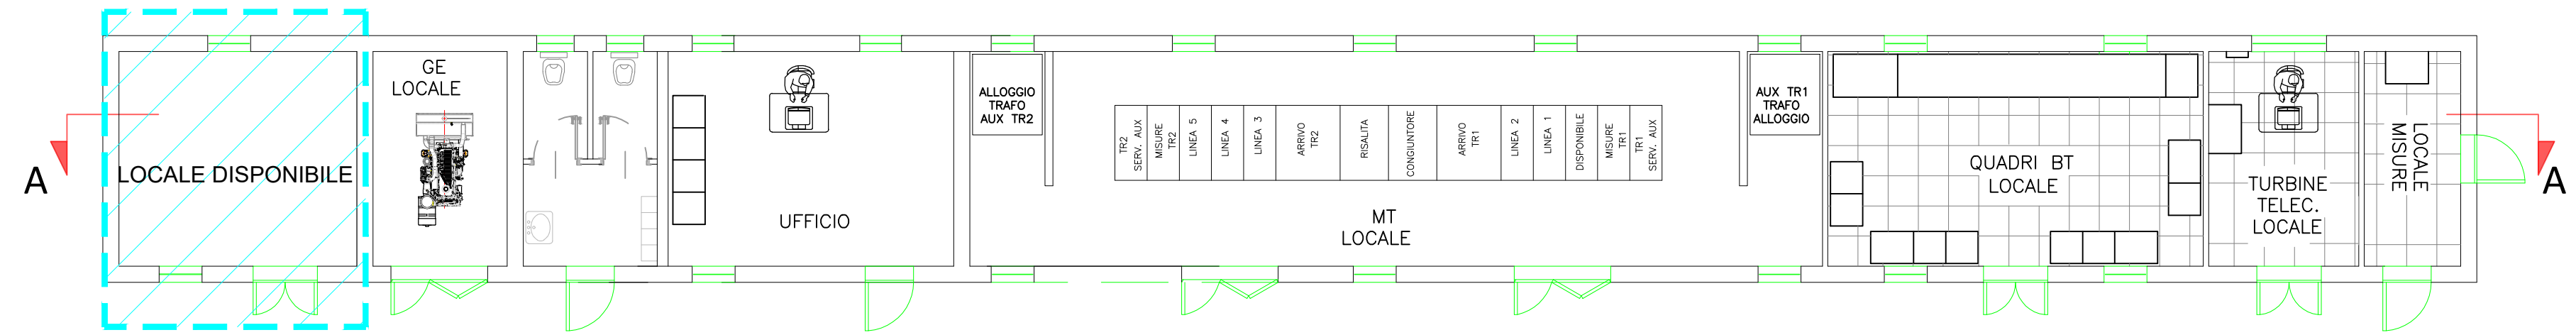 A
LOCALE DISPONIBILE
GE
LOCALE
UFFICIO
ALLOGGIO
TRAFO
AUX TR2
TR2
SERV. AUX
MISURE
TR2
LINEA 5
LINEA 4
LINEA 3
ARRIVO
TR2
RISALITA
CONGIUNTORE
ARRIVO
TR1
LINEA 2
LINEA 1
DISPONIBILE
MISURE
TR1
TR1
SERV. AUX
MT
LOCALE
AUX TR1
TRAFO
ALLOGGIO
QUADRI BT
LOCALE
TURBINE
TELEC.
LOCALE
LOCALE
MISURE
A